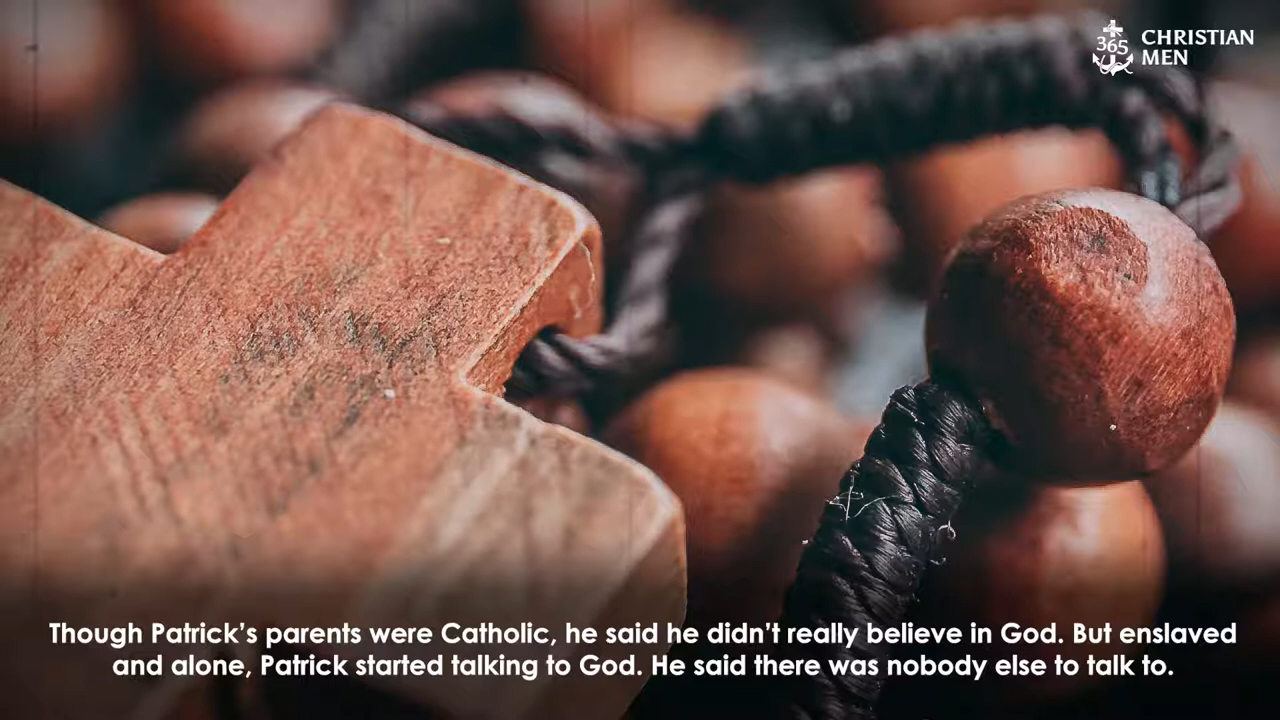 365
CHRISTIAN
MEN
Though Patrick’s parents were Catholic, he said he didn’t really believe in God. But enslaved
and alone, Patrick started talking to God. He said there was nobody else to talk to.